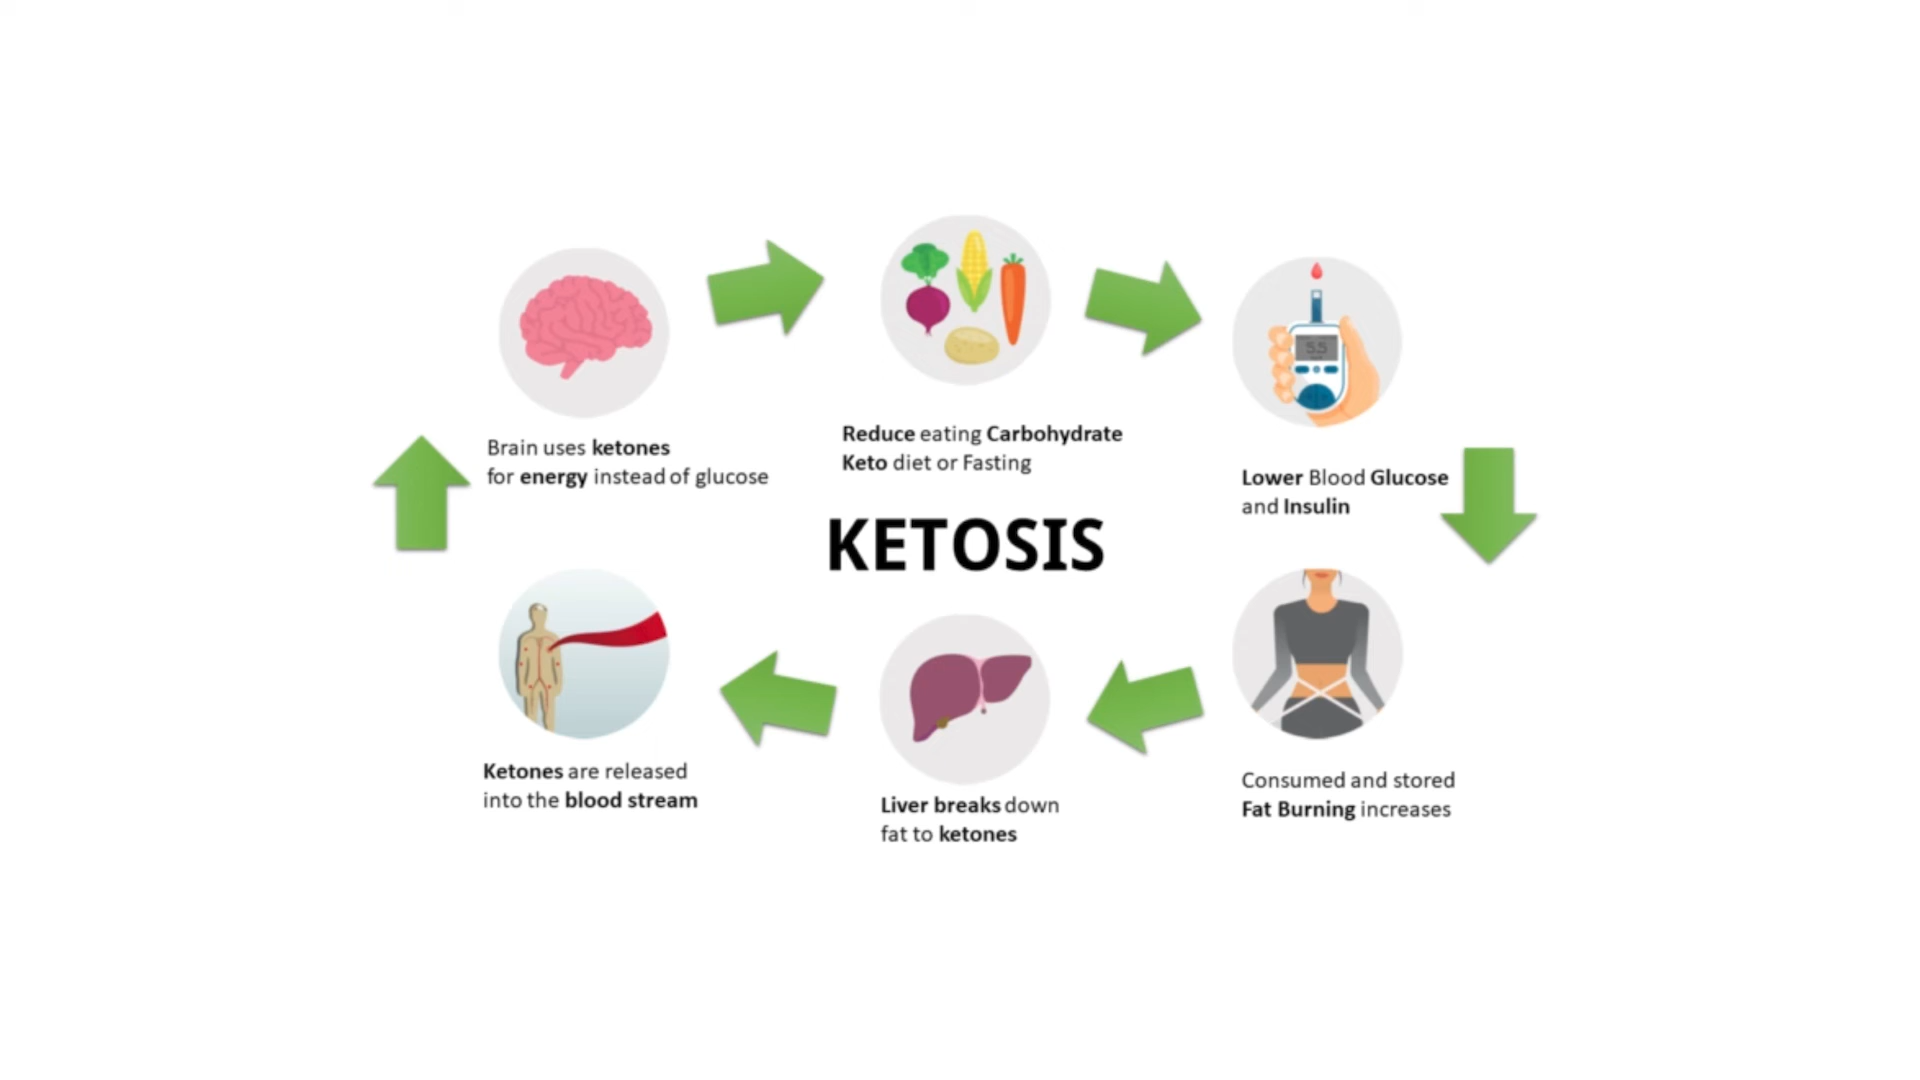 Brain uses ketones
for energy instead of glucose
Reduce eating Carbohydrate
Keto diet or Fasting
Lower Blood Glucose
and Insulin
5.5
KETOSIS
Ketones are released
into the blood stream
Liver breaks down
fat to ketones
Consumed and stored
Fat Burning increases